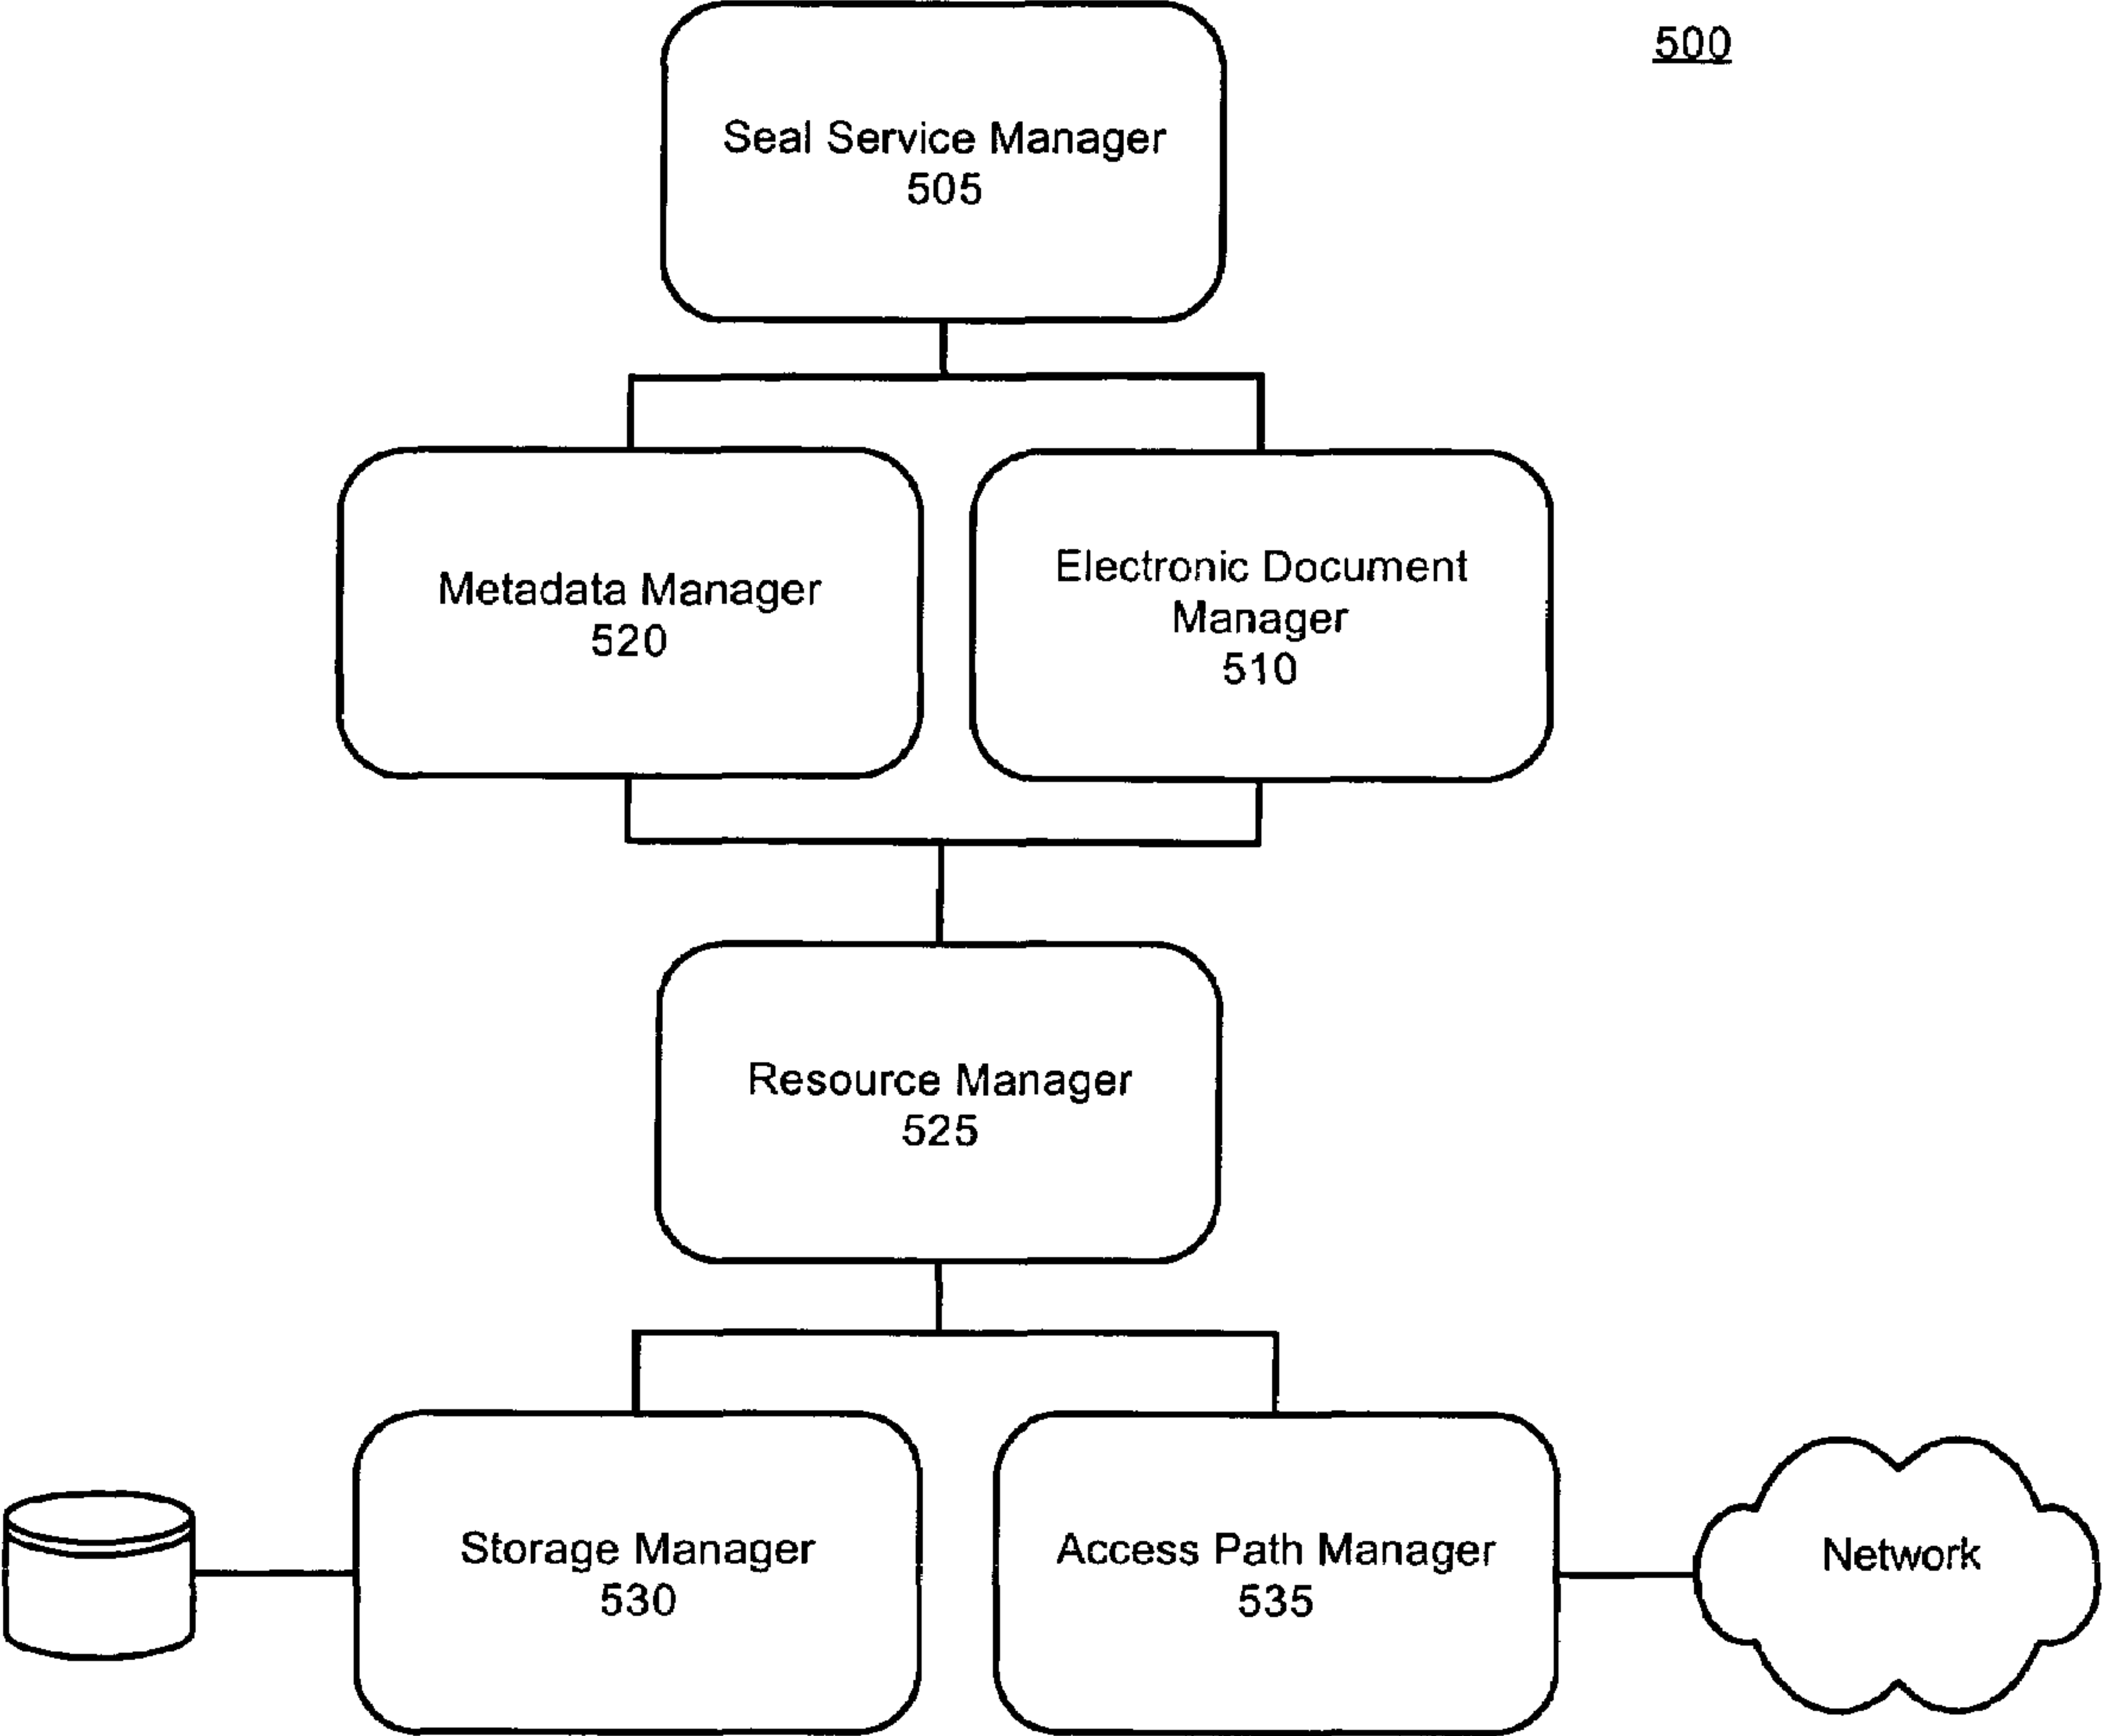 500
Seal Service Manager
505
Metadata Manager
520
Electronic Document
Manager
510
Resource Manager
525
Storage Manager
530
Access Path Manager
535
Network